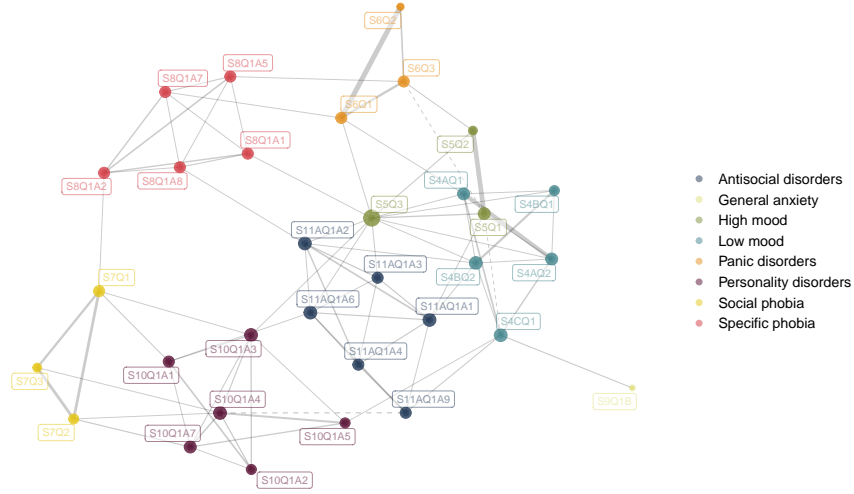 S6Q2
S8Q1A5
S6Q3
S8Q1A7
S6Q1
S8Q1A1
S5Q2
S8Q1A2
S8Q1A8
S4AQ1
S4BQ1
S5Q3
S5Q1
S11AQ1A2
S11AQ1A3
S4BQ2
S4AQ2
S7Q1
S11AQ1A6
S11AQ1A1
S4CQ1
S10Q1A3
S11AQ1A4
S10Q1A1
S7Q3
S10Q1A4
S11AQ1A9
S9Q1B
S7Q2
S10Q1A7
S10Q1A5
S10Q1A2
Antisocial disorders
General anxiety
High mood
Low mood
Panic disorders
Personality disorders
Social phobia
Specific phobia